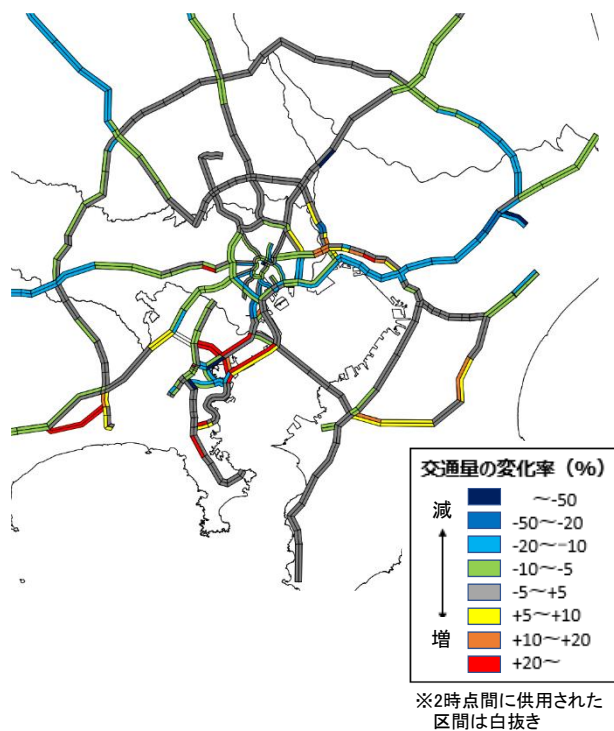 交通量の変化率（%）
減
～-50
-50～-20
-20～-10
-10～-5
-5～+5
+5～+10
+10～+20
+20～
増
※2時点間に供用された
区間は白抜き